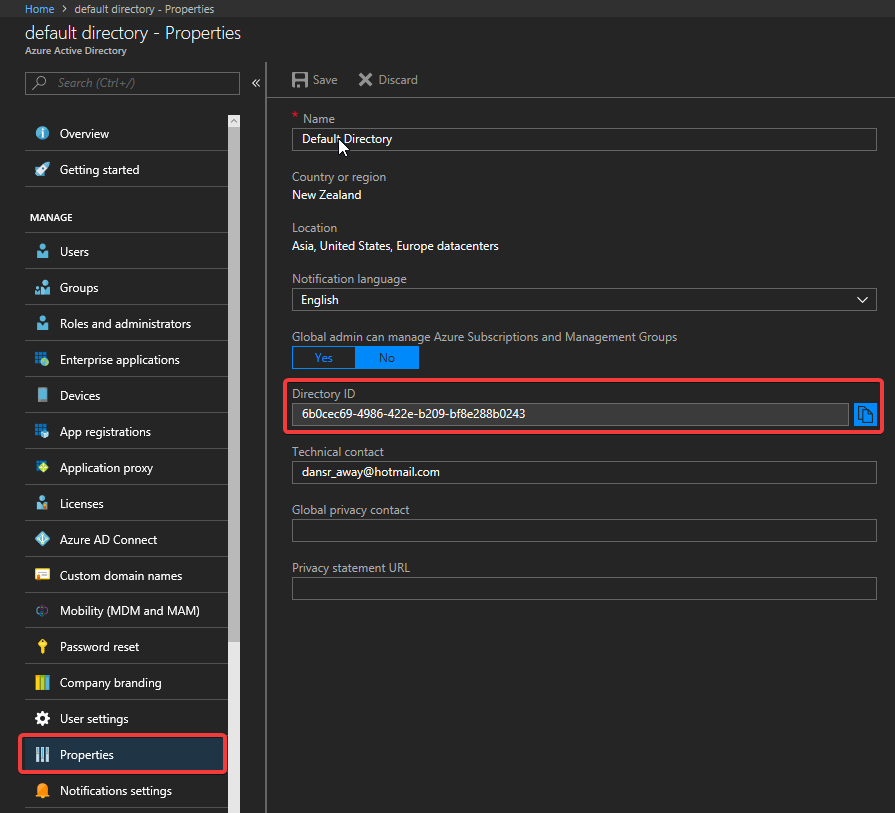 Home > default directory - Properties
default directory - Properties
Azure Active Directory
Search (Ctrl+/)
«
Overview
Getting started
MANAGE
Users
Groups
Roles and administrators
Enterprise applications
Devices
App registrations
Application proxy
Licenses
Azure AD Connect
Custom domain names
Mobility (MDM and MAM)
Password reset
Company branding
User settings
Properties
Notifications settings
Save Discard
* Name
Default Directory
Country or region
New Zealand
Location
Asia, United States, Europe datacenters
Notification language
English
Global admin can manage Azure Subscriptions and Management Groups
Yes No
Directory ID
6b0cec69-4986-422e-b209-bf8e288b0243
Technical contact
dansr_away@hotmail.com
Global privacy contact
Privacy statement URL